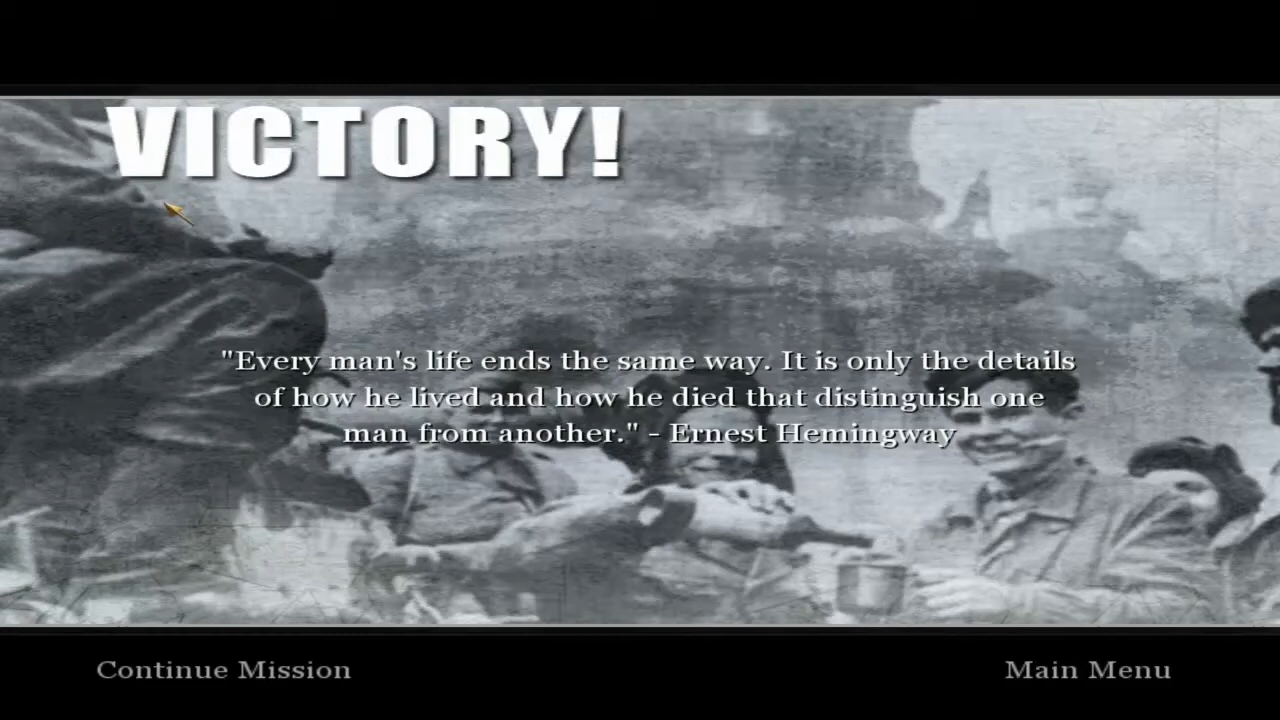 VICTORY!
"Every man's life ends the same way. It is only the details
of how he lived and how he died that distinguish one
man from another." - Ernest Hemingway
Continue Mission
Main Menu